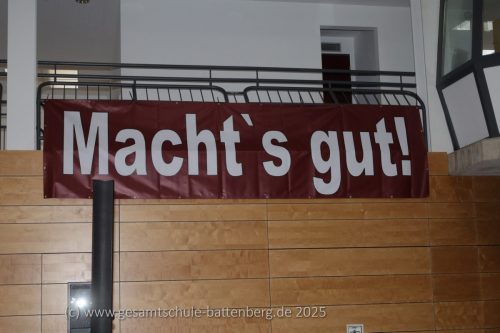 Macht`s gut!
(c) www.gesamtschule-battenberg.de 2025